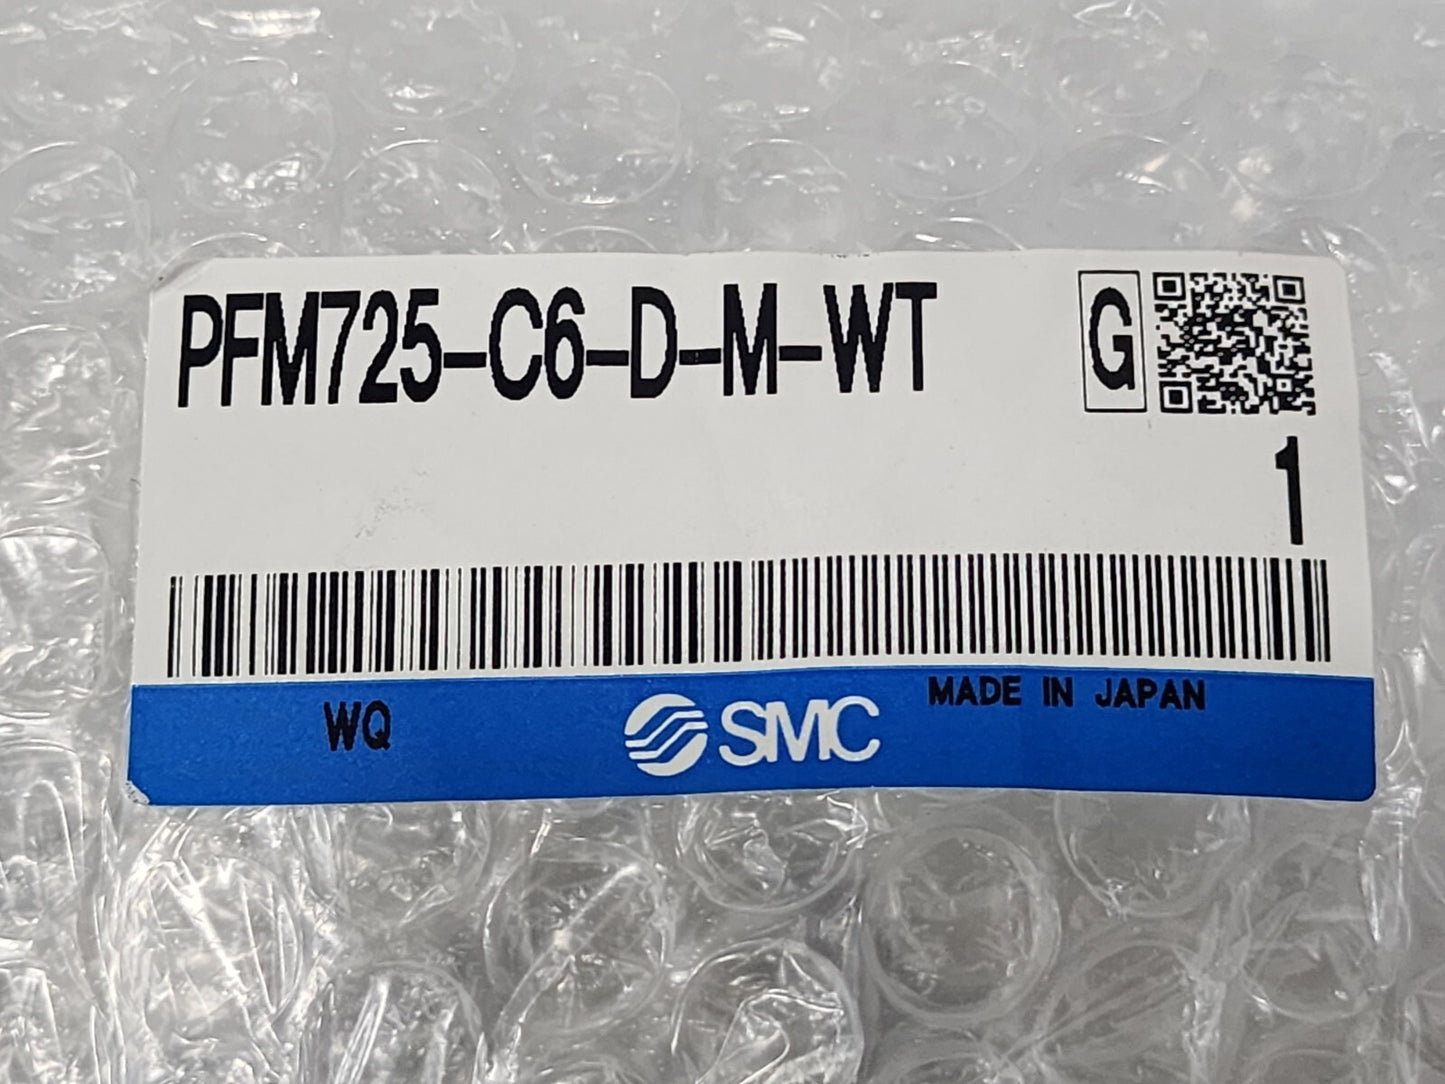 PFM725-C6-D-M-WT G
1
WQ SMC MADE IN JAPAN